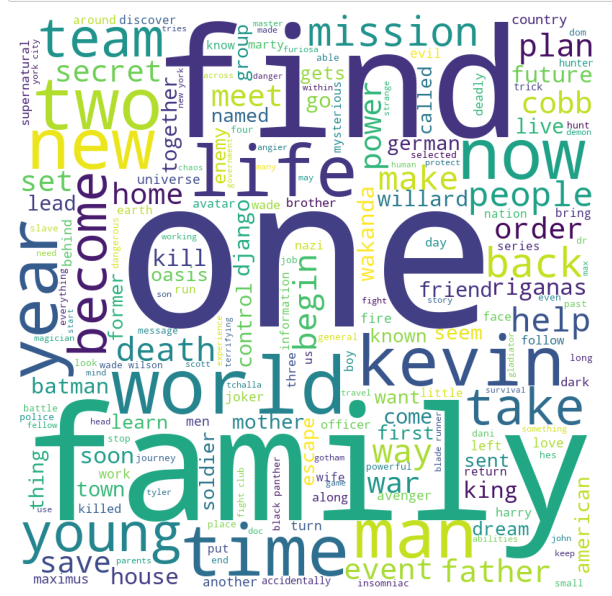 find
one
family
world
time
life
kevin
new
two
now
year
become
young
man
take
team
mission
plan
secret
meet
future
cobb
power
people
live
make
back
order
willard
german
home
set
lead
death
begin
friend
riganas
help
kill
oasis
batman
way
war
king
save
house
event
father
soon
town
thing
mother
soldier
escape
come
first
sent
dream
american
django
control
wakanda
former
seem
known
want
learn
joker
officer
avenger
maximus
another
together
named
group
gets
go
called
enemy
mysterious
supernatural
around
discover
tries
know
marty
master
made
furiosa
able
across
danger
within
evil
country
dom
hunter
trick
hunt
demon
deadly
strange
york city
new york
four
chaos
government
universe
avatar
wade
brother
angier
many
may
human
selected
protect
nation
bring
series
dr
max
slave
need
earth
dangerous
behind
everything
start
magician
working
son
run
job
nazi
day
fight
story
even
past
face
fire
general
information
message
experience
terrifying
three
us
boy
follow
gladiator
long
dark
look
mind
wade wilson
scott
tchalla
travel
little
survival
something
dani
left
love
hes
return
blade runner
battle
police
fellow
head
men
stop
work
journey
killed
use
tyler
parents
place
doc
fight club
put
end
turn
accidentally
black panther
wife
along
gotham
powerful
game
insomniac
harry
abilities
john
keep
small